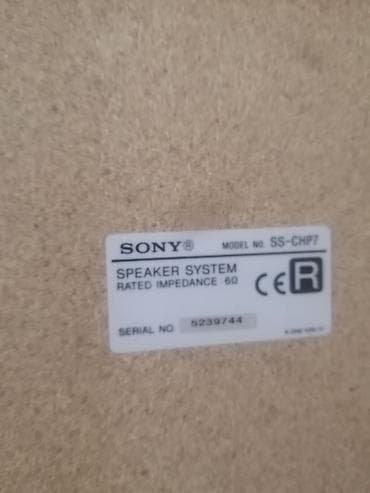 SONY® MODEL NO. SS-CHP7
SPEAKER SYSTEM
RATED IMPEDANCE 6Ω
CE R
SERIAL NO. 5239744